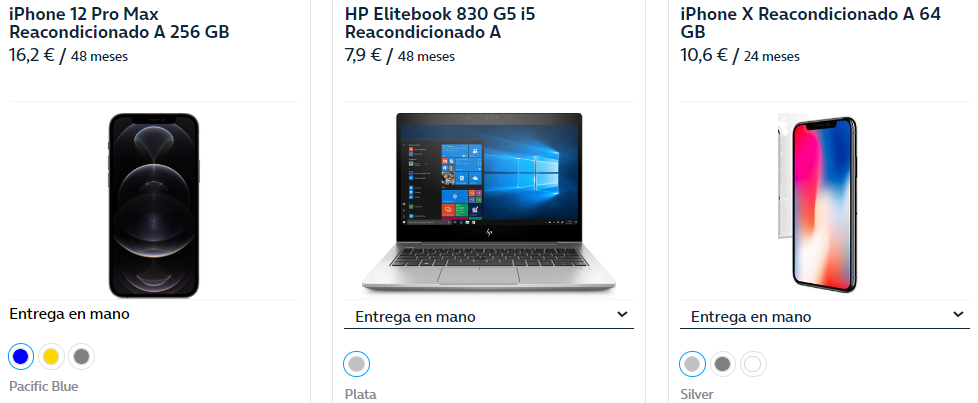 iPhone 12 Pro Max
Reacondicionado A 256 GB
16,2 € / 48 meses
Entrega en mano
Pacific Blue
HP Elitebook 830 G5 i5
Reacondicionado A
7,9 € / 48 meses
hp
Entrega en mano
Plata
iPhone X Reacondicionado A 64
GB
10,6 € / 24 meses
Entrega en mano
Silver